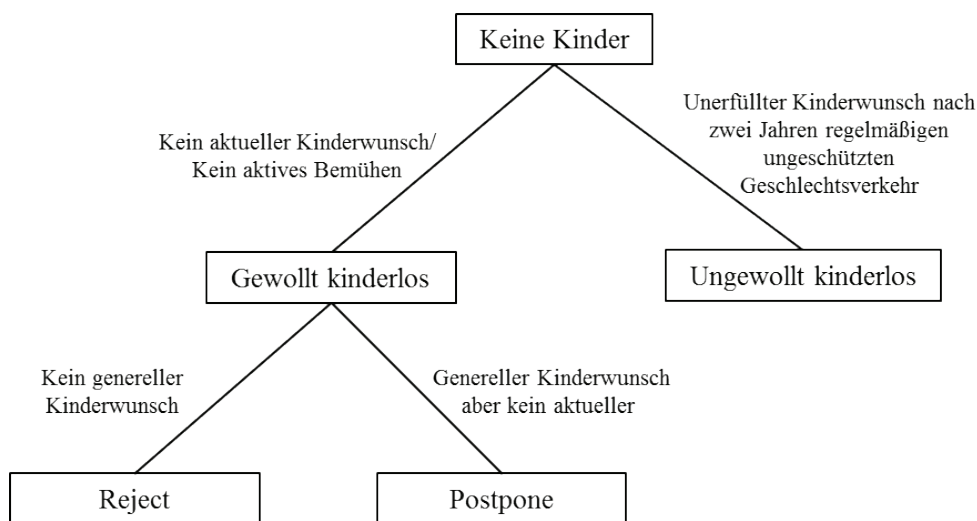 Keine Kinder
Kein aktueller Kinderwunsch/
Kein aktives Bemühen
Unerfüllter Kinderwunsch nach
zwei Jahren regelmäßigen
ungeschützten
Geschlechtsverkehr
Gewollt kinderlos
Ungewollt kinderlos
Kein genereller
Kinderwunsch
Genereller Kinderwunsch
aber kein aktueller
Reject
Postpone